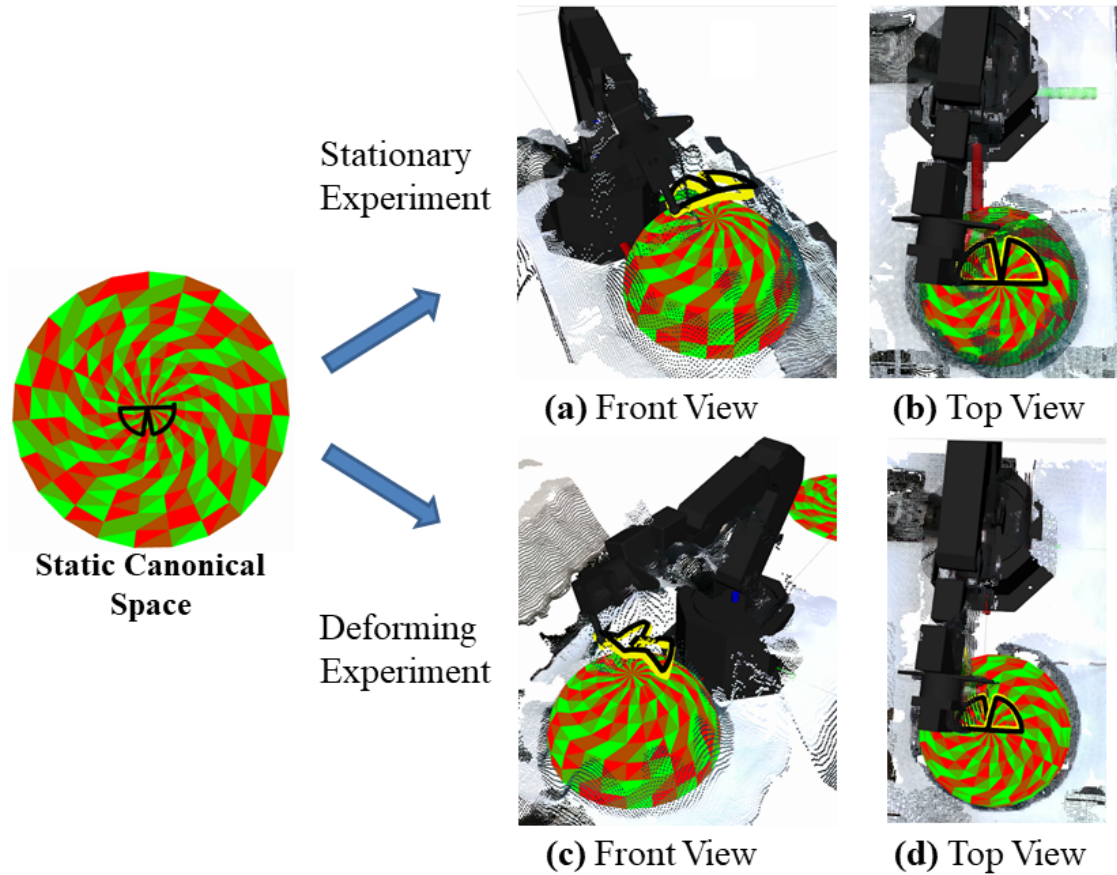 Stationary
Experiment
(a) Front View
(b) Top View
Static Canonical
Space
Deforming
Experiment
(c) Front View
(d) Top View